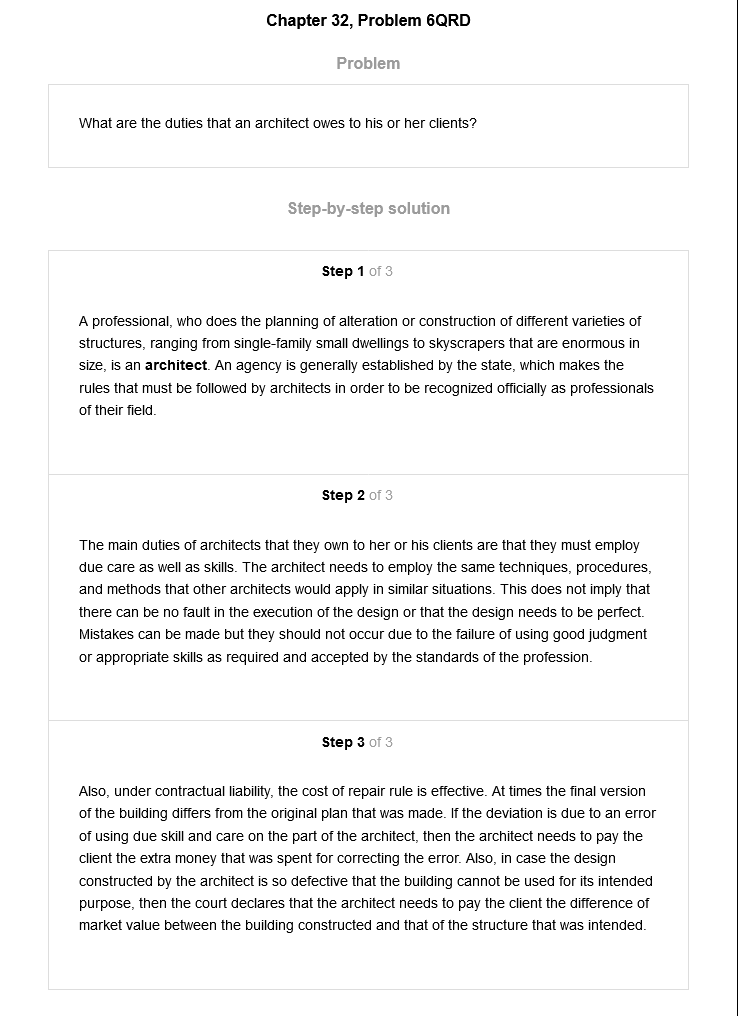 Chapter 32, Problem 6QRD
Problem
What are the duties that an architect owes to his or her clients?
Step-by-step solution
Step 1 of 3
A professional, who does the planning of alteration or construction of different varieties of
structures, ranging from single-family small dwellings to skyscrapers that are enormous in
size, is an architect. An agency is generally established by the state, which makes the
rules that must be followed by architects in order to be recognized officially as professionals
of their field.
Step 2 of 3
The main duties of architects that they own to her or his clients are that they must employ
due care as well as skills. The architect needs to employ the same techniques, procedures,
and methods that other architects would apply in similar situations. This does not imply that
there can be no fault in the execution of the design or that the design needs to be perfect.
Mistakes can be made but they should not occur due to the failure of using good judgment
or appropriate skills as required and accepted by the standards of the profession.
Step 3 of 3
Also, under contractual liability, the cost of repair rule is effective. At times the final version
of the building differs from the original plan that was made. If the deviation is due to an error
of using due skill and care on the part of the architect, then the architect needs to pay the
client the extra money that was spent for correcting the error. Also, in case the design
constructed by the architect is so defective that the building cannot be used for its intended
purpose, then the court declares that the architect needs to pay the client the difference of
market value between the building constructed and that of the structure that was intended.